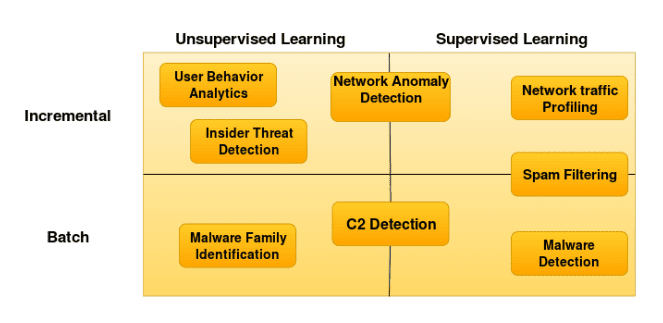 Unsupervised Learning
Supervised Learning
Incremental
User Behavior
Analytics
Network Anomaly
Detection
Network traffic
Profiling
Insider Threat
Detection
Spam Filtering
Batch
C2 Detection
Malware Family
Identification
Malware
Detection